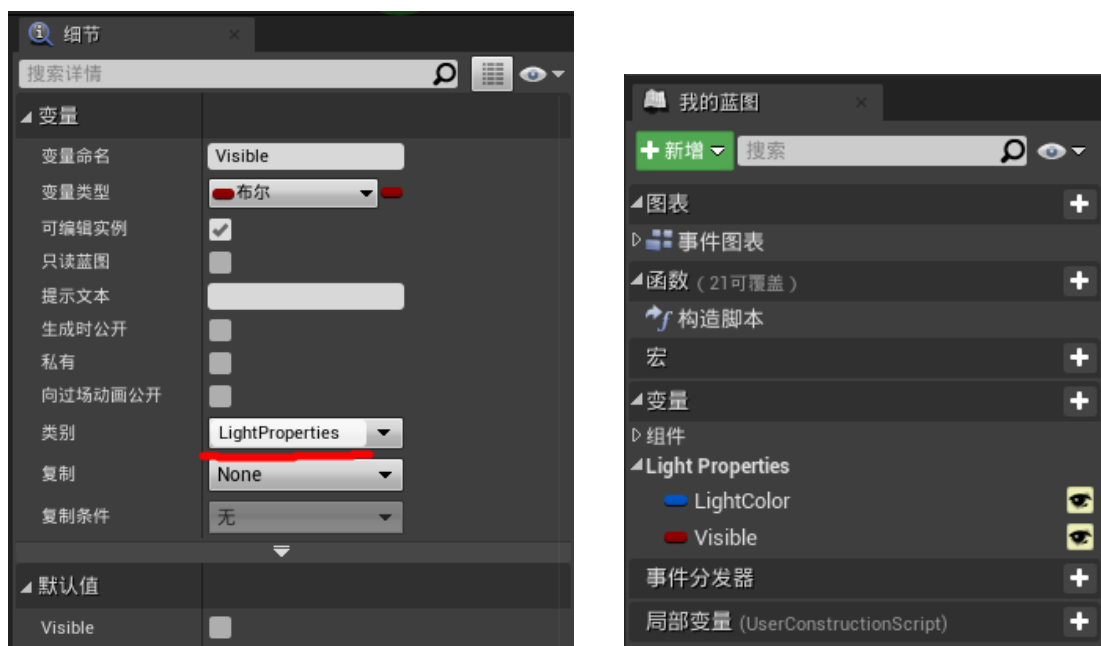 细节
搜索详情
变量
变量命名 Visible
变量类型 布尔
可编辑实例
只读蓝图
提示文本
生成时公开
私有
向过场动画公开
类别 LightProperties
复制 None
复制条件 无
默认值
Visible
我的蓝图
新增 搜索
图表
事件图表
函数 (21可覆盖)
构造脚本
宏
变量
组件
Light Properties
LightColor
Visible
事件分发器
局部变量 (UserConstructionScript)